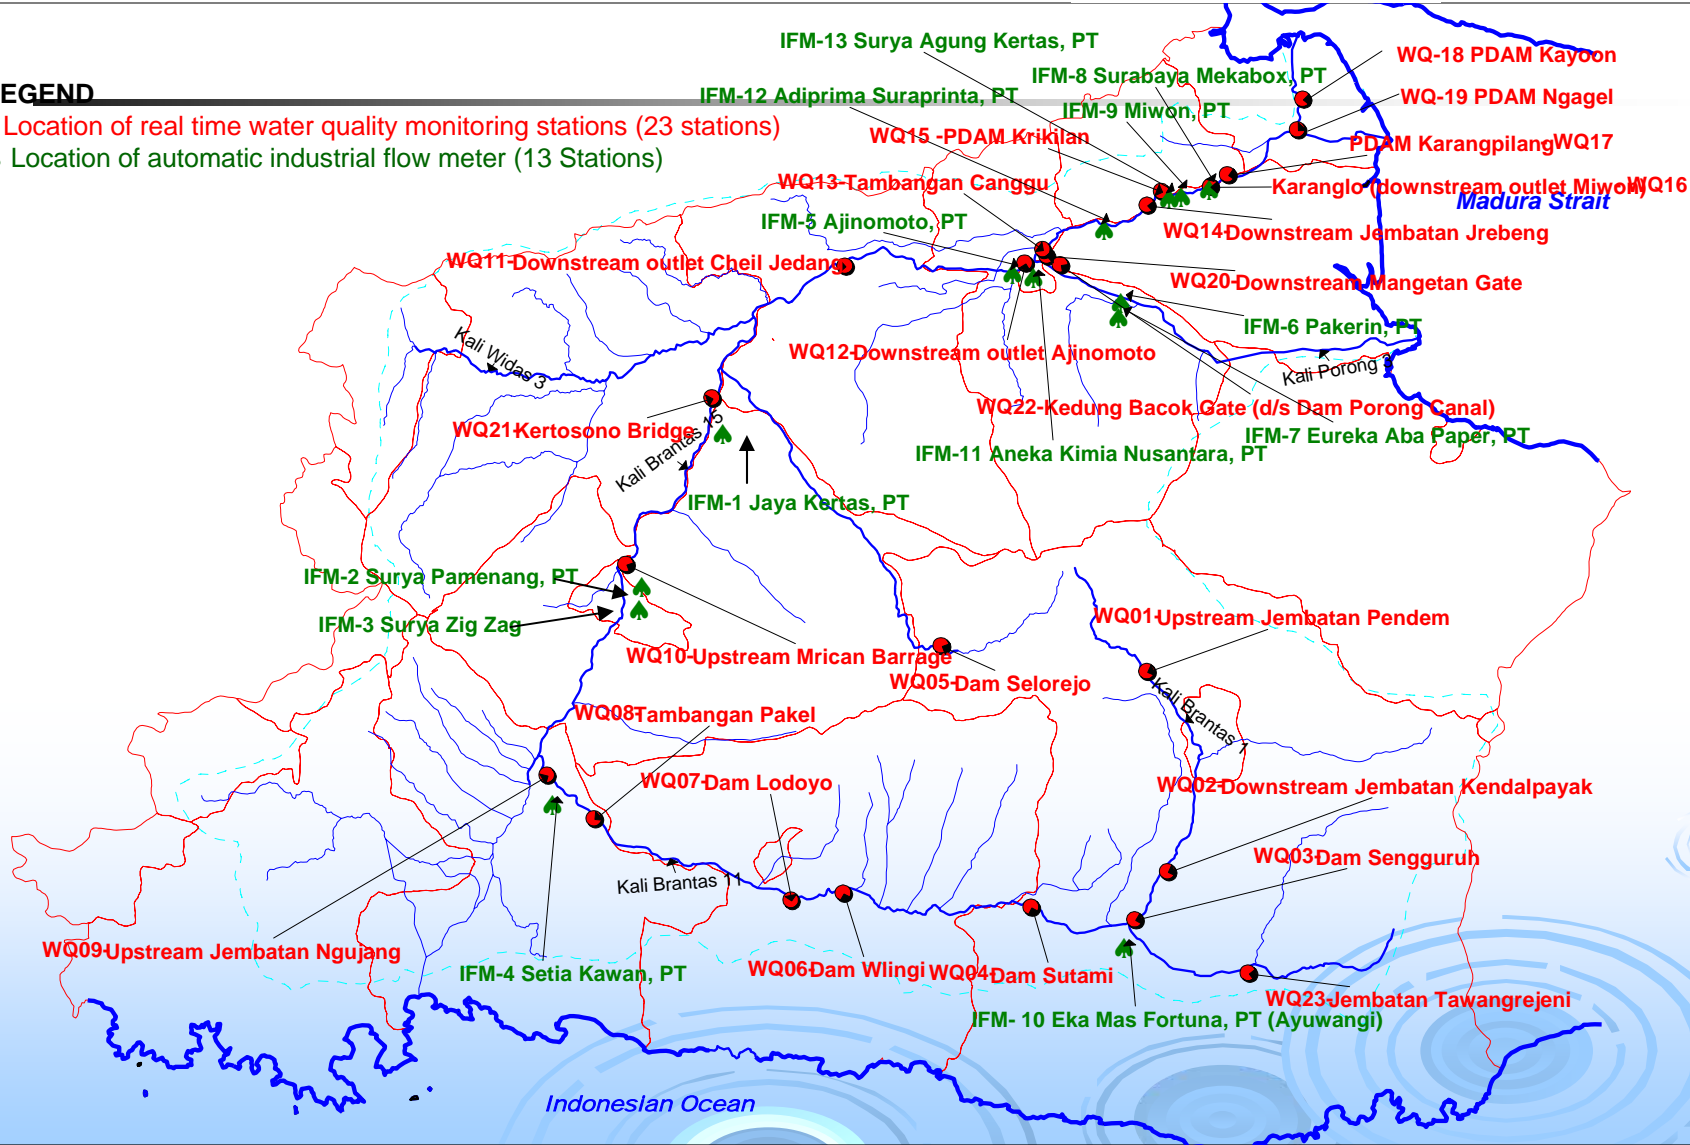 IFM-13 Surya Agung Kertas, PT
WQ-18 PDAM Kayoon
IFM-8 Surabaya Mekabox, PT
EGEND
IFM-12 Adiprima Suraprinta, PT
WQ-19 PDAM Ngagel
IFM-9 Miwon, PT
Location of real time water quality monitoring stations (23 stations)
WQ15 -PDAM Krikilan
PDAM Karangpilang-WQ17
Location of automatic industrial flow meter (13 Stations)
WQ13-Tambangan Canggu
Karanglo (downstream outlet Miwon)-WQ16
Madura Strait
IFM-5 Ajinomoto, PT
WQ14-Downstream Jembatan Jrebeng
WQ11-Downstream outlet Cheil Jedang
WQ20-Downstream Mangetan Gate
IFM-6 Pakerin, PT
Kali Widas 3
WQ12-Downstream outlet Ajinomoto
Kali Porong 3
WQ22-Kedung Bacok Gate (d/s Dam Porong Canal)
WQ21-Kertosono Bridge
IFM-7 Eureka Aba Paper, PT
Kali Brantas 15
IFM-11 Aneka Kimia Nusantara, PT
IFM-1 Jaya Kertas, PT
IFM-2 Surya Pamenang, PT
WQ01-Upstream Jembatan Pendem
IFM-3 Surya Zig Zag
WQ10-Upstream Mrican Barrage
WQ05-Dam Selorejo
Kali Brantas 1
WQ08-Tambangan Pakel
WQ07-Dam Lodoyo
WQ02-Downstream Jembatan Kendalpayak
WQ03-Dam Sengguruh
Kali Brantas 11
WQ09-Upstream Jembatan Ngujang
IFM-4 Setia Kawan, PT
WQ06-Dam Wlingi
WQ04-Dam Sutami
WQ23-Jembatan Tawangrejeni
IFM- 10 Eka Mas Fortuna, PT (Ayuwangi)
Indonesian Ocean